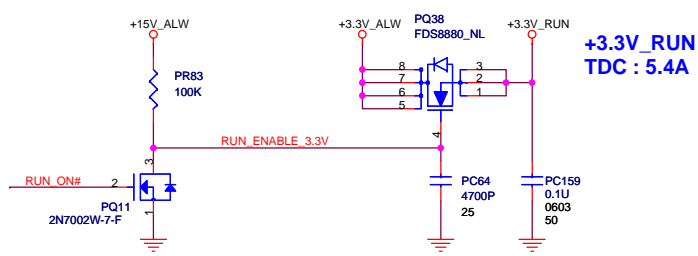 +15V_ALW
+3.3V_ALW
PQ38
FDS8880_NL
+3.3V_RUN
+3.3V_RUN
TDC : 5.4A
PR83
100K
8
7
6
5
3
2
1
4
RUN_ENABLE_3.3V
RUN_ON#
2
3
1
PQ11
2N7002W-7-F
PC64
4700P
25
PC159
0.1U
0603
50